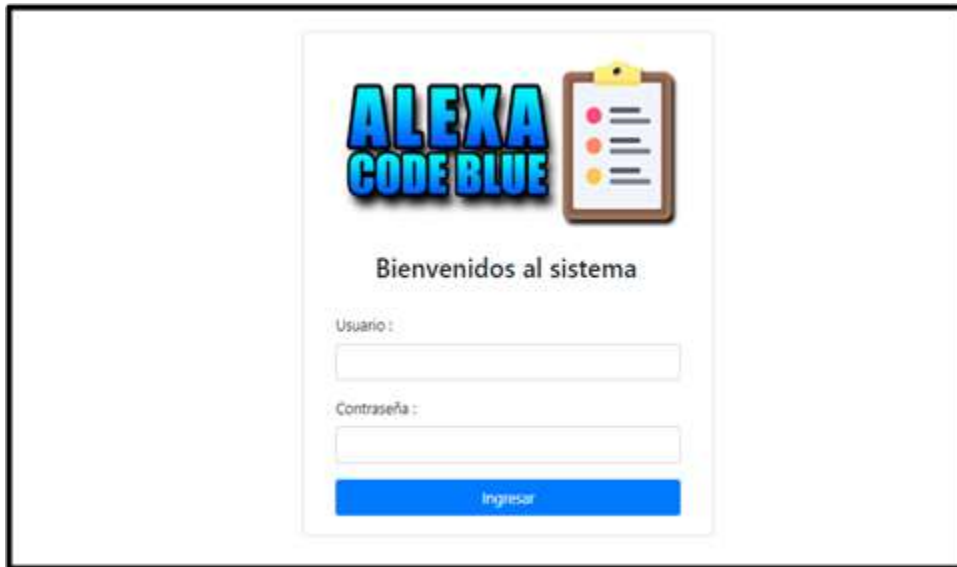 ALEXA
CODE BLUE
Bienvenidos al sistema
Usuario :
Contraseña :
Ingresar